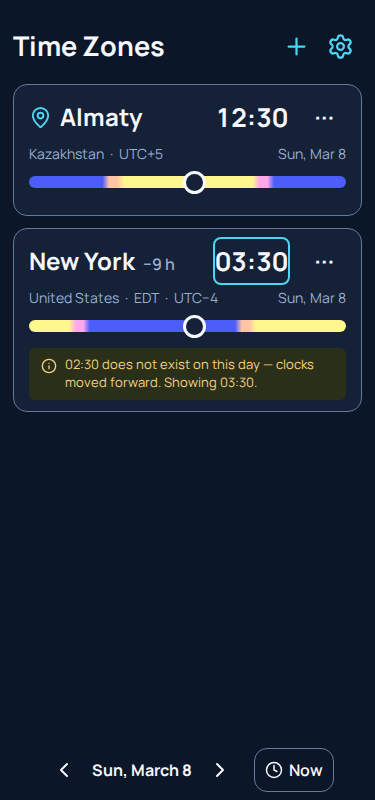 Time Zones
Almaty 12:30 ...
Kazakhstan · UTC+5 Sun, Mar 8
New York −9 h 03:30 ...
United States · EDT · UTC−4 Sun, Mar 8
02:30 does not exist on this day — clocks
moved forward. Showing 03:30.
Sun, March 8 Now